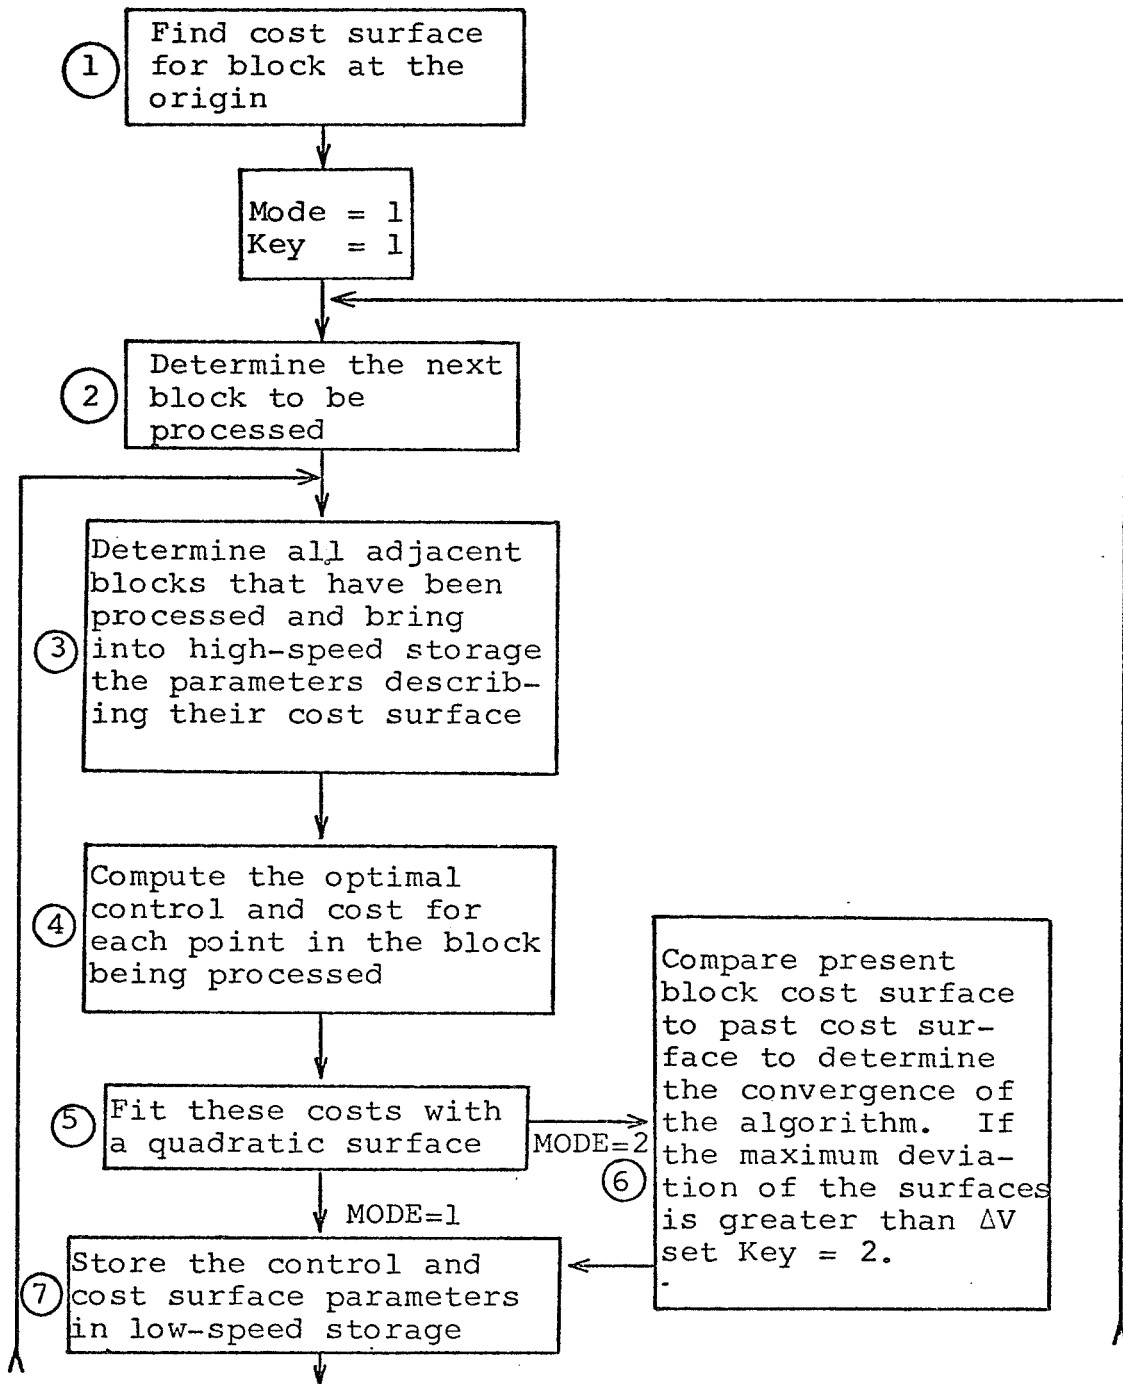 1
Find cost surface
for block at the
origin
Mode = 1
Key = 1
2
Determine the next
block to be
processed
3
Determine all adjacent
blocks that have been
processed and bring
into high-speed storage
the parameters describ-
ing their cost surface
4
Compute the optimal
control and cost for
each point in the block
being processed
5
Fit these costs with
a quadratic surface
MODE=2
6
Compare present
block cost surface
to past cost sur-
face to determine
the convergence of
the algorithm. If
the maximum devia-
tion of the surfaces
is greater than ΔV
set Key = 2.
MODE=1
7
Store the control and
cost surface parameters
in low-speed storage